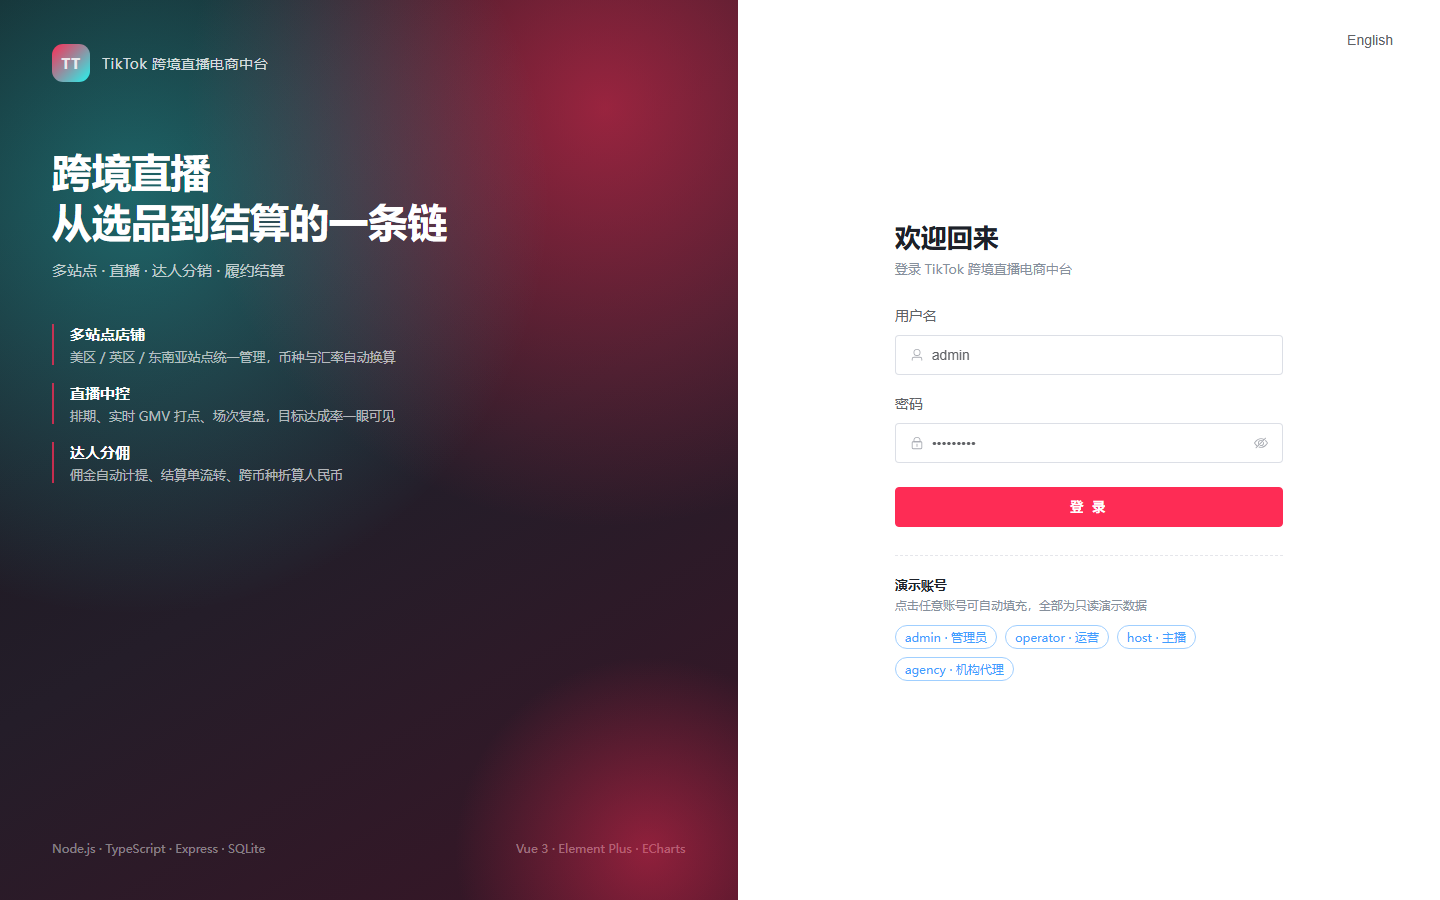 TT TikTok 跨境直播电商中台
跨境直播
从选品到结算的一条链
多站点 · 直播 · 达人分销 · 履约结算
多站点店铺
美区 / 英区 / 东南亚站点统一管理，币种与汇率自动换算
直播中控
排期、实时 GMV 打点、场次复盘，目标达成率一眼可见
达人分佣
佣金自动计提、结算单流转、跨币种折算人民币
Node.js · TypeScript · Express · SQLite
Vue 3 · Element Plus · ECharts
English
欢迎回来
登录 TikTok 跨境直播电商中台
用户名
admin
密码
•••••••••
登 录
演示账号
点击任意账号可自动填充，全部为只读演示数据
admin · 管理员
operator · 运营
host · 主播
agency · 机构代理